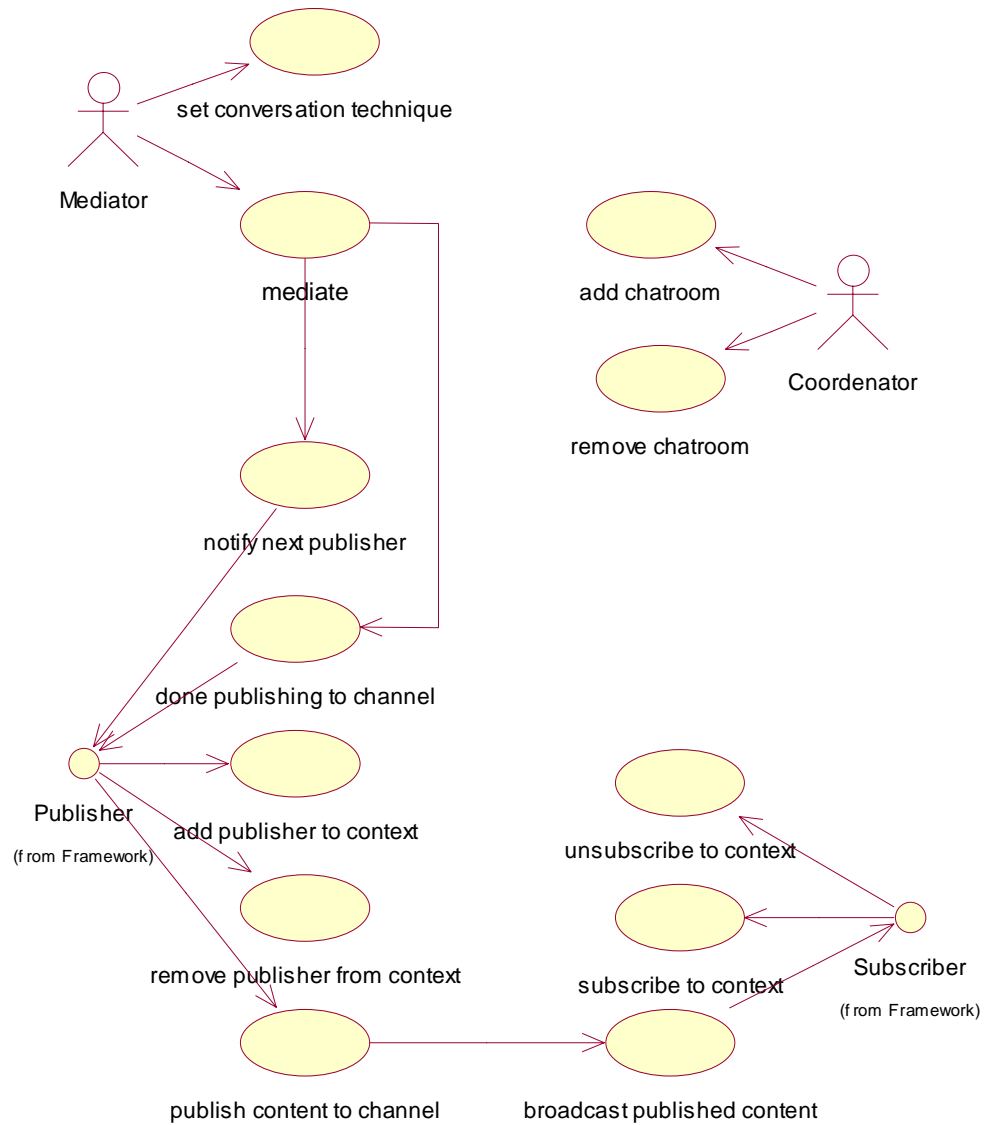 set conversation technique
Mediator
mediate
add chatroom
Coordenator
remove chatroom
notify next publisher
done publishing to channel
Publisher
(from Framework)
add publisher to context
unsubscribe to context
remove publisher from context
subscribe to context
Subscriber
(from Framework)
publish content to channel
broadcast published content